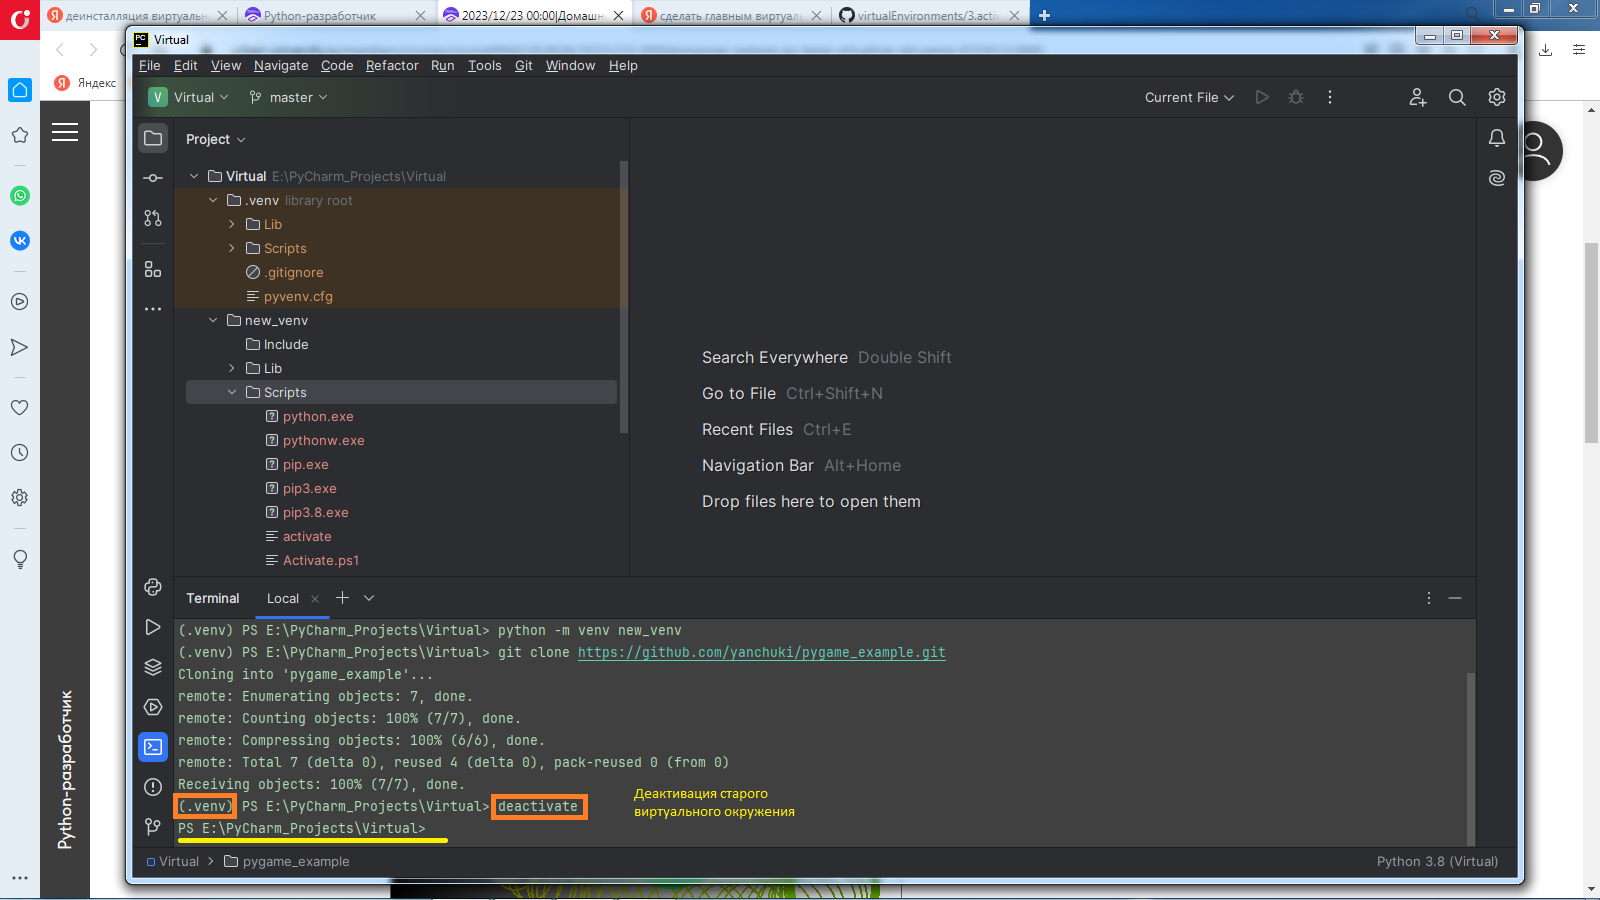 деинсталляция виртуаль
Python-разработчик
2023/12/23 00:00|Домашн
сделать главным виртуаль
virtualEnvironments/3.activ
Яндекс
Python-разработчик
Virtual
File Edit View Navigate Code Refactor Run Tools Git Window Help
V Virtual master Current File
Project
Virtual E:\PyCharm_Projects\Virtual
.venv library root
Lib
Scripts
.gitignore
pyvenv.cfg
new_venv
Include
Lib
Scripts
python.exe
pythonw.exe
pip.exe
pip3.exe
pip3.8.exe
activate
Activate.ps1
Search Everywhere Double Shift
Go to File Ctrl+Shift+N
Recent Files Ctrl+E
Navigation Bar Alt+Home
Drop files here to open them
Terminal Local
(.venv) PS E:\PyCharm_Projects\Virtual> python -m venv new_venv
(.venv) PS E:\PyCharm_Projects\Virtual> git clone https://github.com/yanchuki/pygame_example.git
Cloning into 'pygame_example'...
remote: Enumerating objects: 7, done.
remote: Counting objects: 100% (7/7), done.
remote: Compressing objects: 100% (6/6), done.
remote: Total 7 (delta 0), reused 4 (delta 0), pack-reused 0 (from 0)
Receiving objects: 100% (7/7), done.
(.venv) PS E:\PyCharm_Projects\Virtual> deactivate
PS E:\PyCharm_Projects\Virtual>
Деактивация старого
виртуального окружения
Virtual > pygame_example
Python 3.8 (Virtual)